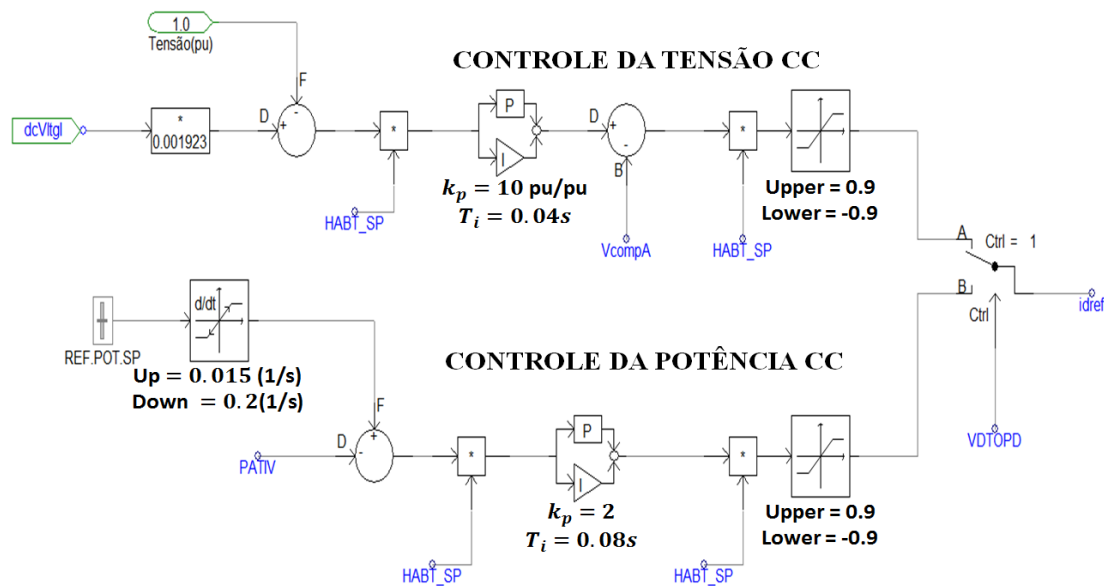 1.0
Tensão(pu)
CONTROLE DA TENSÃO CC
F
-
dcVltgl
*
0.001923
D
+
*
P
I
D
+
-
B
*
k_p = 10 pu/pu
T_i = 0.04s
Upper = 0.9
Lower = -0.9
HABT_SP
VcompA
HABT_SP
A
Ctrl = 1
B
Ctrl
idref
d/dt
REF.POT.SP
Up = 0.015 (1/s)
Down = 0.2(1/s)
CONTROLE DA POTÊNCIA CC
F
+
D
-
PATIV
*
P
I
*
VDTOPD
k_p = 2
T_i = 0.08s
Upper = 0.9
Lower = -0.9
HABT_SP
HABT_SP